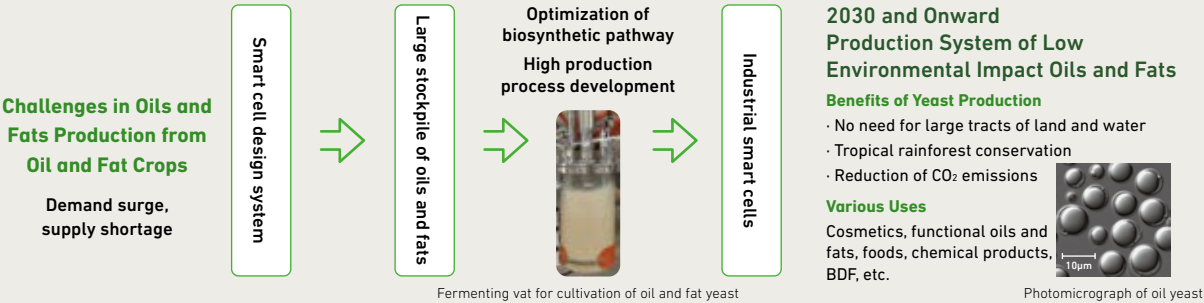 Challenges in Oils and
Fats Production from
Oil and Fat Crops
Demand surge,
supply shortage
Smart cell design system
Large stockpile of oils and fats
Optimization of
biosynthetic pathway
High production
process development
Fermenting vat for cultivation of oil and fat yeast
Industrial smart cells
2030 and Onward
Production System of Low
Environmental Impact Oils and Fats
Benefits of Yeast Production
· No need for large tracts of land and water
· Tropical rainforest conservation
· Reduction of CO₂ emissions
Various Uses
Cosmetics, functional oils and
fats, foods, chemical products,
BDF, etc.
10μm
Photomicrograph of oil yeast